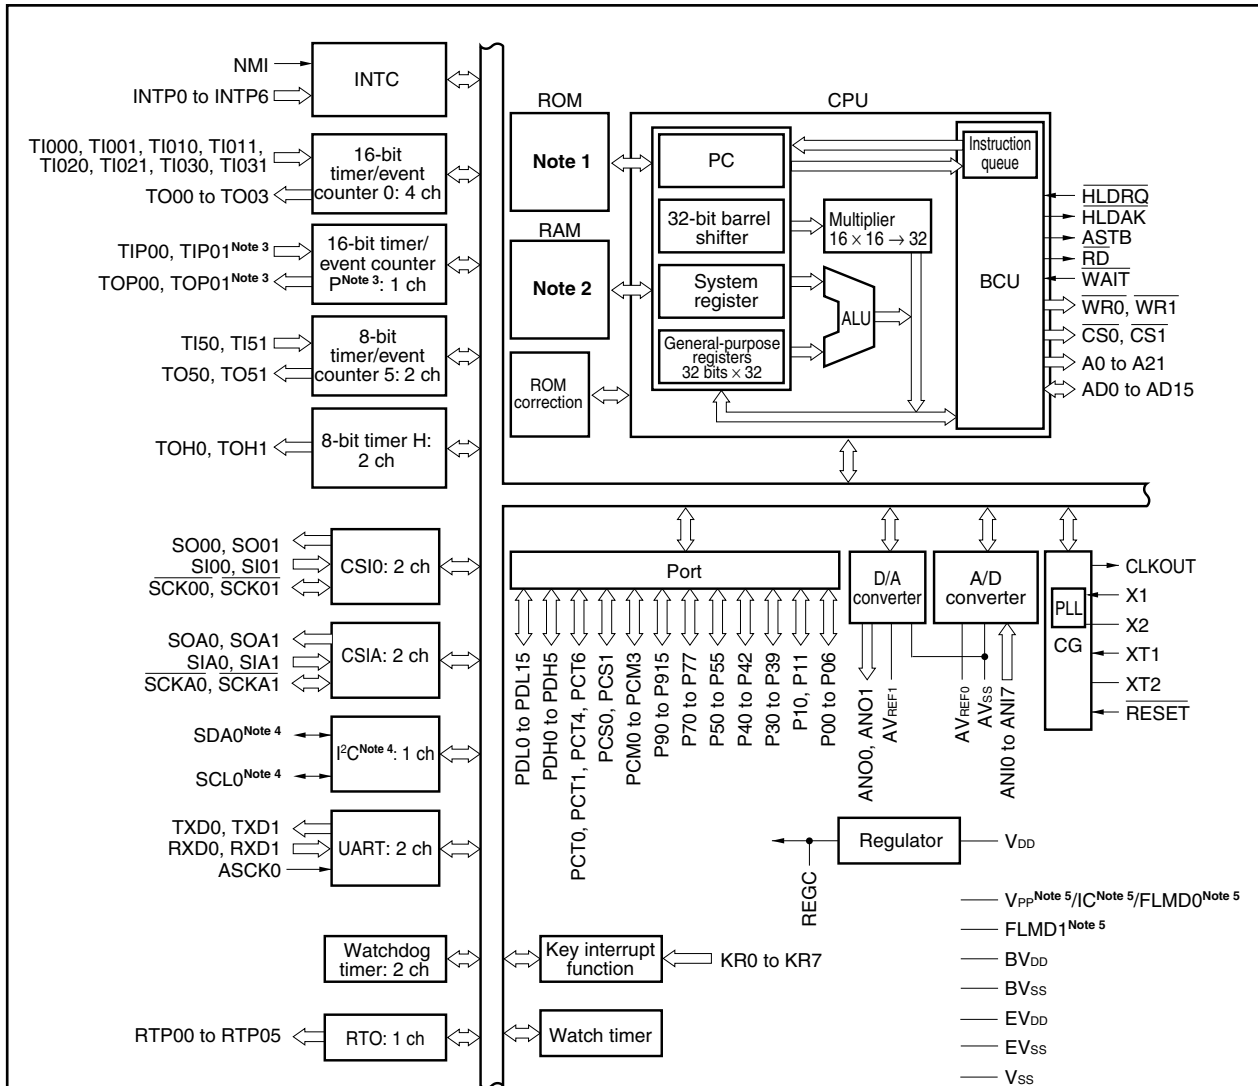 NMI
INTP0 to INTP6
INTC
TI000, TI001, TI010, TI011,
TI020, TI021, TI030, TI031
TO00 to TO03
16-bit
timer/event
counter 0: 4 ch
TIP00, TIP01Note 3
TOP00, TOP01Note 3
16-bit timer/
event counter
PNote 3: 1 ch
TI50, TI51
TO50, TO51
8-bit
timer/event
counter 5: 2 ch
TOH0, TOH1
8-bit timer H:
2 ch
SO00, SO01
SI00, SI01
SCK00, SCK01
CSI0: 2 ch
SOA0, SOA1
SIA0, SIA1
SCKA0, SCKA1
CSIA: 2 ch
SDA0Note 4
SCL0Note 4
I2CNote 4: 1 ch
TXD0, TXD1
RXD0, RXD1
ASCK0
UART: 2 ch
Watchdog
timer: 2 ch
RTP00 to RTP05
RTO: 1 ch
ROM
Note 1
RAM
Note 2
ROM
correction
CPU
PC
32-bit barrel
shifter
System
register
General-purpose
registers
32 bits × 32
Multiplier
16 × 16 → 32
ALU
Instruction
queue
BCU
HLDRQ
HLDAK
ASTB
RD
WAIT
WR0, WR1
CS0, CS1
A0 to A21
AD0 to AD15
Port
PDL0 to PDL15
PDH0 to PDH5
PCT0, PCT1, PCT4, PCT6
PCS0, PCS1
PCM0 to PCM3
P90 to P915
P70 to P77
P50 to P55
P40 to P42
P30 to P39
P10, P11
P00 to P06
D/A
converter
ANO0, ANO1
AVREF1
A/D
converter
AVREF0
AVSS
ANI0 to ANI7
PLL
CG
CLKOUT
X1
X2
XT1
XT2
RESET
Regulator
VDD
REGC
Key interrupt
function
KR0 to KR7
Watch timer
VPPNote 5/ICNote 5/FLMD0Note 5
FLMD1Note 5
BVDD
BVSS
EVDD
EVSS
VSS